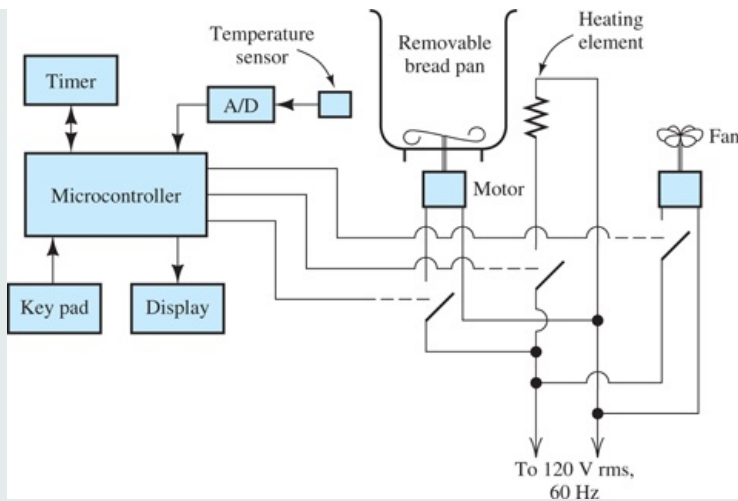 Temperature
sensor
Removable
bread pan
Heating
element
Timer
A/D
Fan
Microcontroller
Motor
Key pad
Display
To 120 V rms,
60 Hz